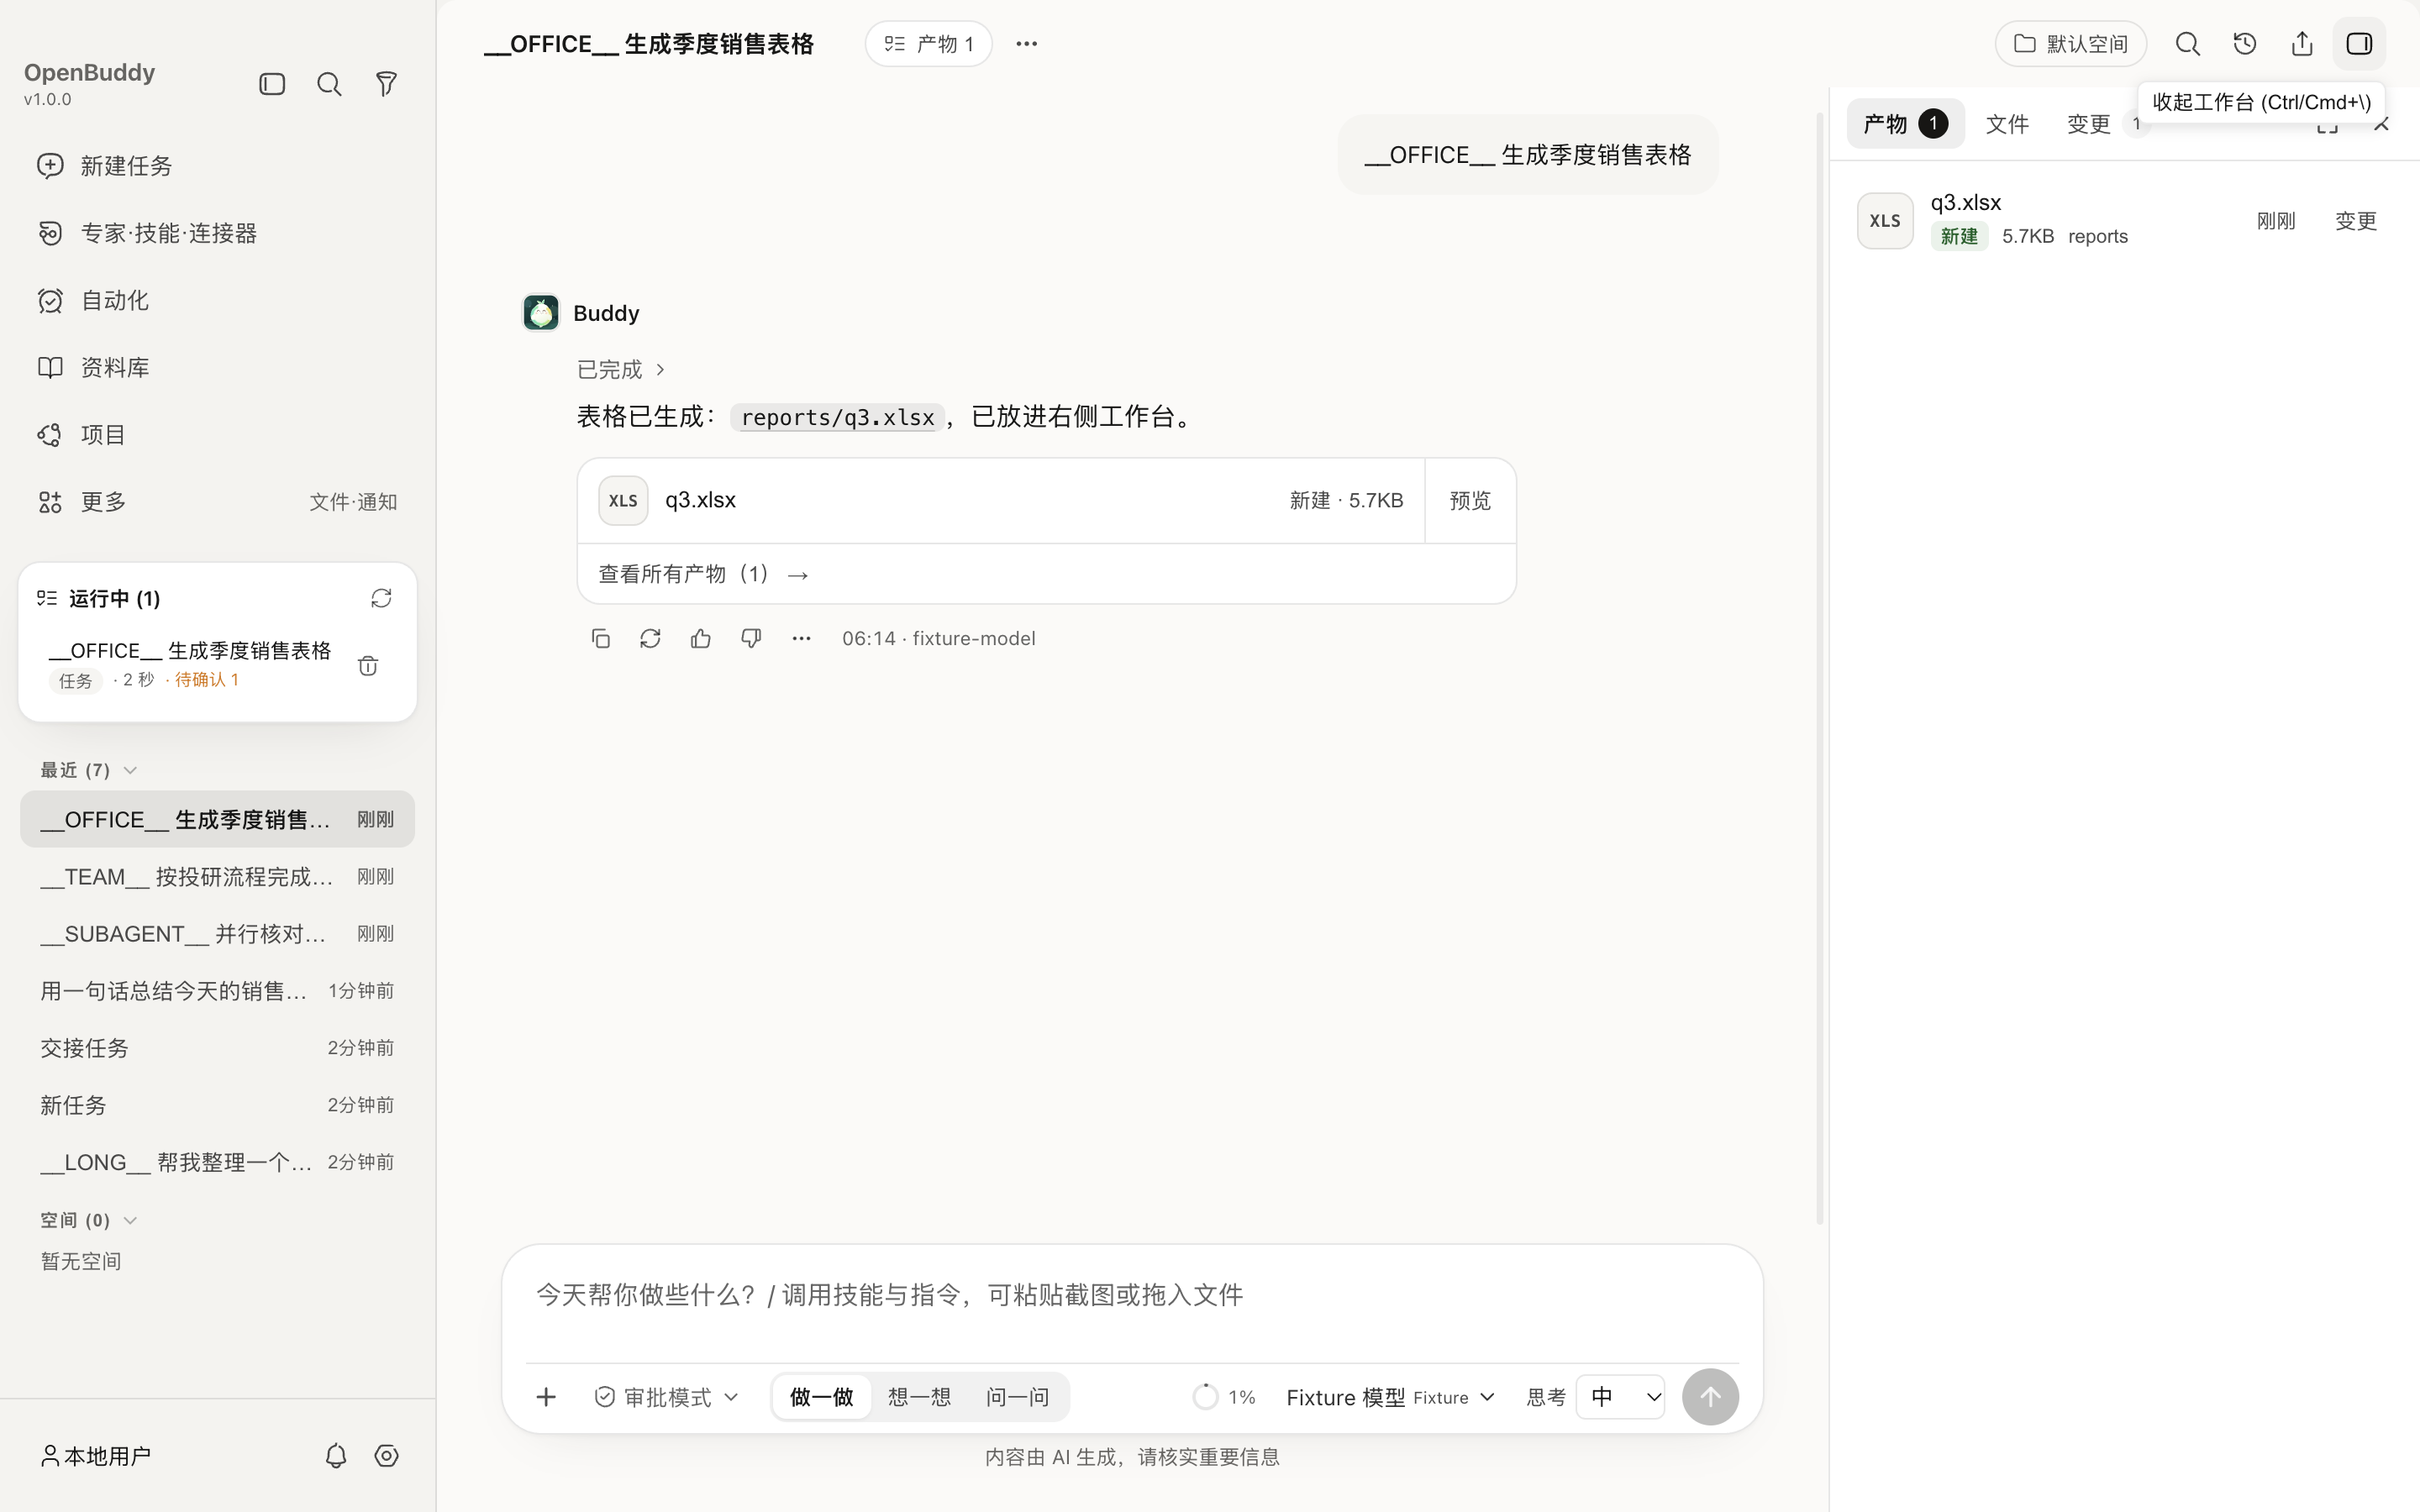 OpenBuddy
v1.0.0
新建任务
专家·技能·连接器
自动化
资料库
项目
更多 文件·通知
运行中 (1)
__OFFICE__ 生成季度销售表格
任务 · 2 秒 · 待确认 1
最近 (7)
__OFFICE__ 生成季度销售… 刚刚
__TEAM__ 按投研流程完成… 刚刚
__SUBAGENT__ 并行核对… 刚刚
用一句话总结今天的销售… 1分钟前
交接任务 2分钟前
新任务 2分钟前
__LONG__ 帮我整理一个… 2分钟前
空间 (0)
暂无空间
本地用户
__OFFICE__ 生成季度销售表格 产物 1
默认空间
收起工作台 (Ctrl/Cmd+\)
__OFFICE__ 生成季度销售表格
Buddy
已完成
表格已生成： reports/q3.xlsx，已放进右侧工作台。
XLS q3.xlsx 新建 · 5.7KB 预览
查看所有产物（1） →
06:14 · fixture-model
今天帮你做些什么？/ 调用技能与指令，可粘贴截图或拖入文件
审批模式 做一做 想一想 问一问 1% Fixture 模型 Fixture 思考 中
内容由 AI 生成，请核实重要信息
产物 1 文件 变更 1
XLS q3.xlsx
新建 5.7KB reports 刚刚 变更